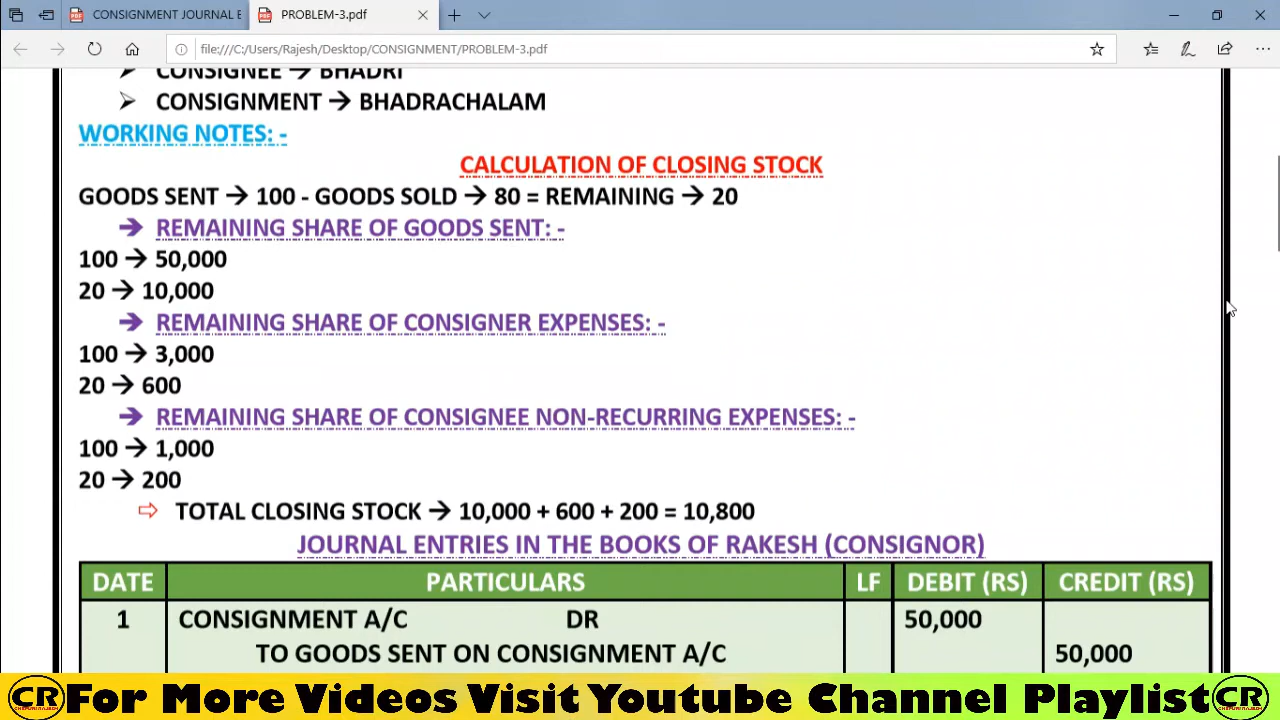 CONSIGNMENT JOURNAL E
PROBLEM-3.pdf
file:///C:/Users/Rajesh/Desktop/CONSIGNMENT/PROBLEM-3.pdf
➤ CONSIGNEE → BHADRI
➤ CONSIGNMENT → BHADRACHALAM
WORKING NOTES: -
CALCULATION OF CLOSING STOCK
GOODS SENT → 100 - GOODS SOLD → 80 = REMAINING → 20
➔ REMAINING SHARE OF GOODS SENT: -
100 → 50,000
20 → 10,000
➔ REMAINING SHARE OF CONSIGNER EXPENSES: -
100 → 3,000
20 → 600
➔ REMAINING SHARE OF CONSIGNEE NON-RECURRING EXPENSES: -
100 → 1,000
20 → 200
⇨ TOTAL CLOSING STOCK → 10,000 + 600 + 200 = 10,800
JOURNAL ENTRIES IN THE BOOKS OF RAKESH (CONSIGNOR)
DATE PARTICULARS LF DEBIT (RS) CREDIT (RS)
1 CONSIGNMENT A/C DR 50,000
TO GOODS SENT ON CONSIGNMENT A/C 50,000
CR For More Videos Visit Youtube Channel Playlist CR